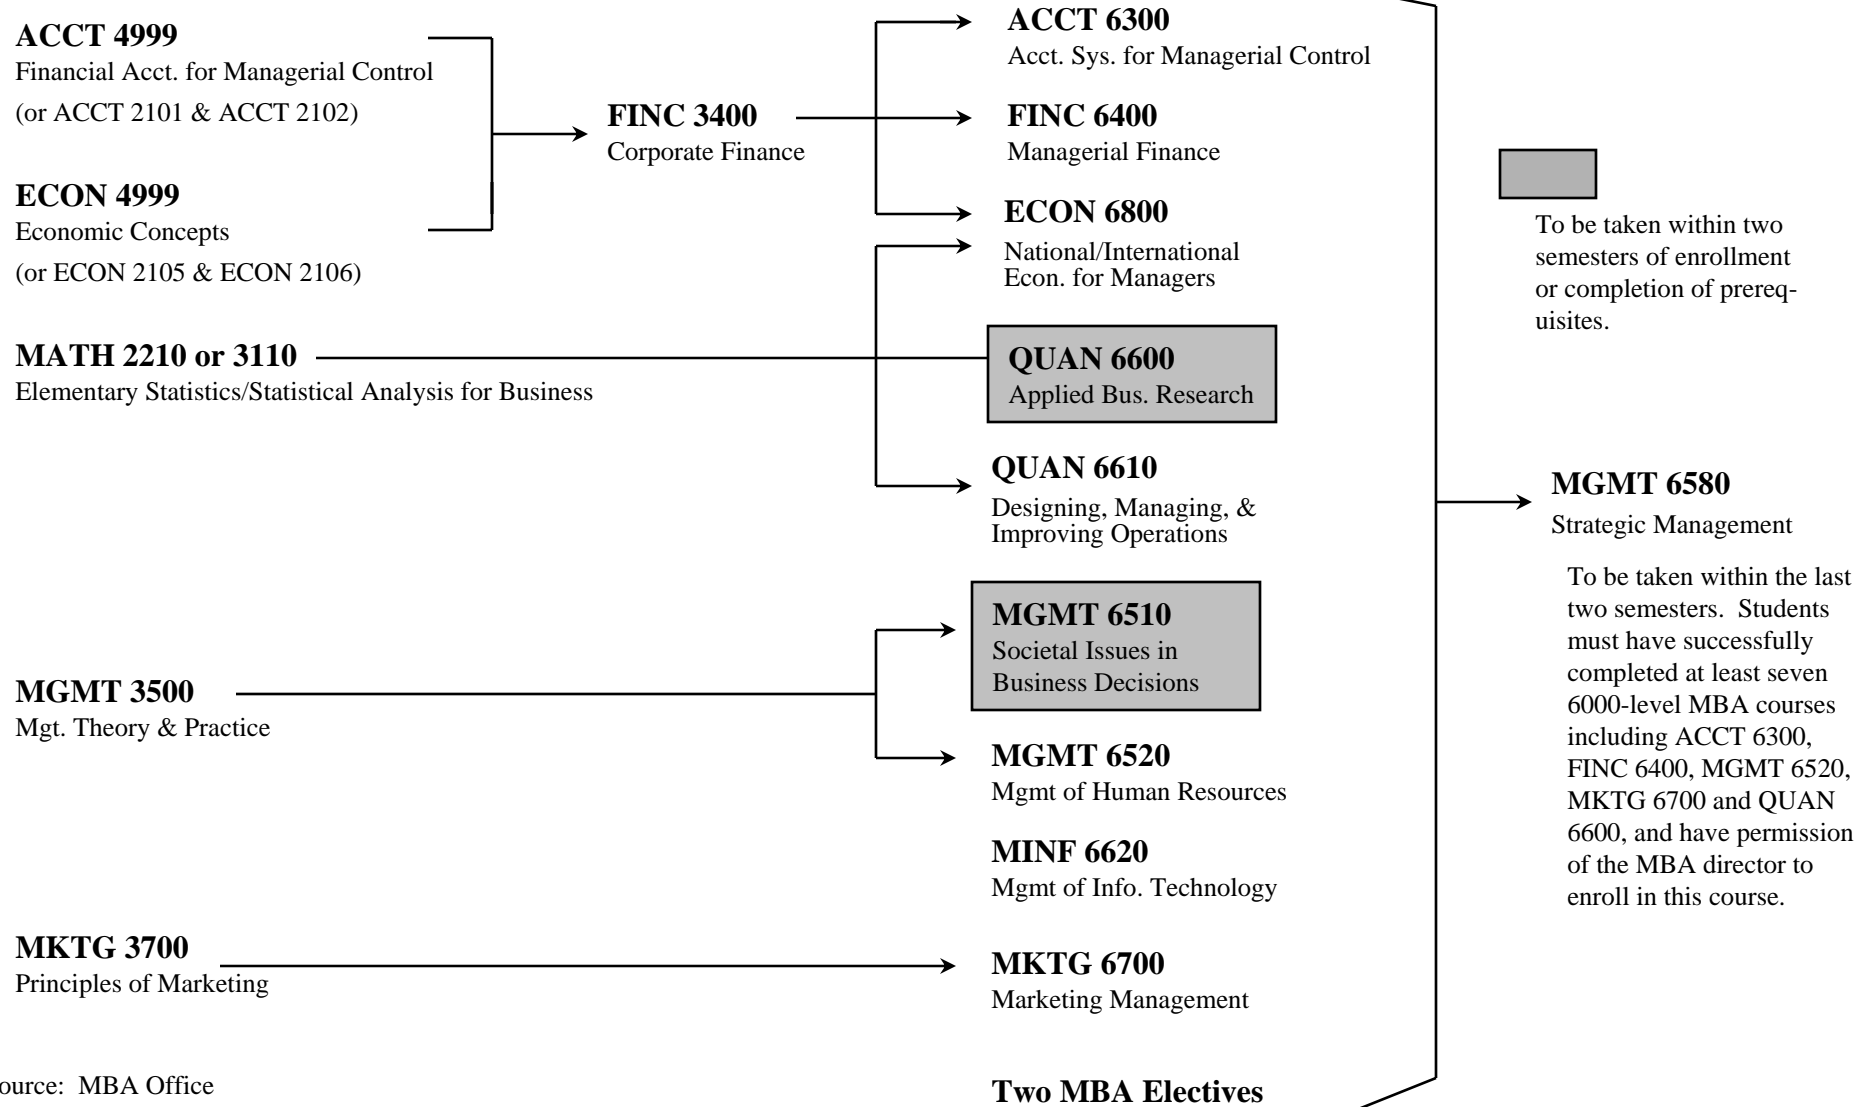 ACCT 4999
Financial Acct. for Managerial Control
(or ACCT 2101 & ACCT 2102)
ECON 4999
Economic Concepts
(or ECON 2105 & ECON 2106)
MATH 2210 or 3110
Elementary Statistics/Statistical Analysis for Business
MGMT 3500
Mgt. Theory & Practice
MKTG 3700
Principles of Marketing
FINC 3400
Corporate Finance
ACCT 6300
Acct. Sys. for Managerial Control
FINC 6400
Managerial Finance
ECON 6800
National/International
Econ. for Managers
QUAN 6600
Applied Bus. Research
QUAN 6610
Designing, Managing, &
Improving Operations
MGMT 6510
Societal Issues in
Business Decisions
MGMT 6520
Mgmt of Human Resources
MINF 6620
Mgmt of Info. Technology
MKTG 6700
Marketing Management
Two MBA Electives
To be taken within two
semesters of enrollment
or completion of prereq-
uisites.
MGMT 6580
Strategic Management
To be taken within the last
two semesters. Students
must have successfully
completed at least seven
6000-level MBA courses
including ACCT 6300,
FINC 6400, MGMT 6520,
MKTG 6700 and QUAN
6600, and have permission
of the MBA director to
enroll in this course.
ource: MBA Office